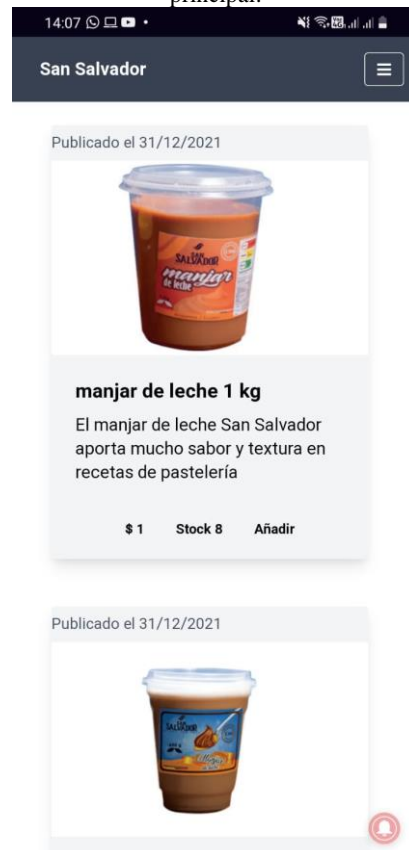 principal.
14:07
San Salvador
Publicado el 31/12/2021
SAN
SALVADOR
manjar
de leche
manjar de leche 1 kg
El manjar de leche San Salvador
aporta mucho sabor y textura en
recetas de pastelería
$ 1 Stock 8 Añadir
Publicado el 31/12/2021
SAN
SALVADOR